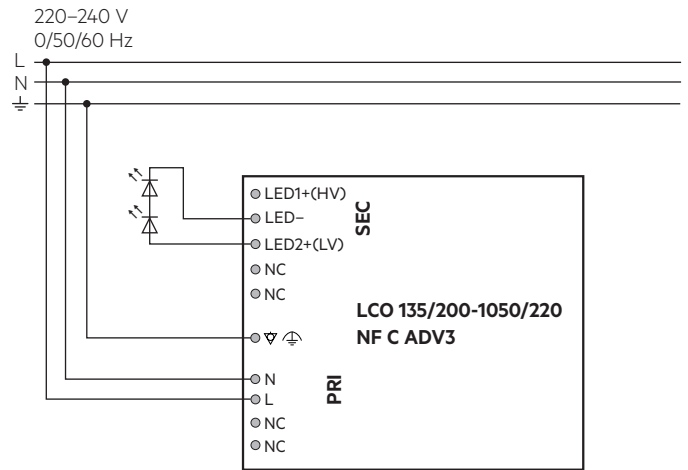 220–240 V
0/50/60 Hz
L
N
LED1+(HV)
LED–
LED2+(LV)
NC
NC
SEC
LCO 135/200-1050/220
NF C ADV3
N
L
NC
NC
PRI